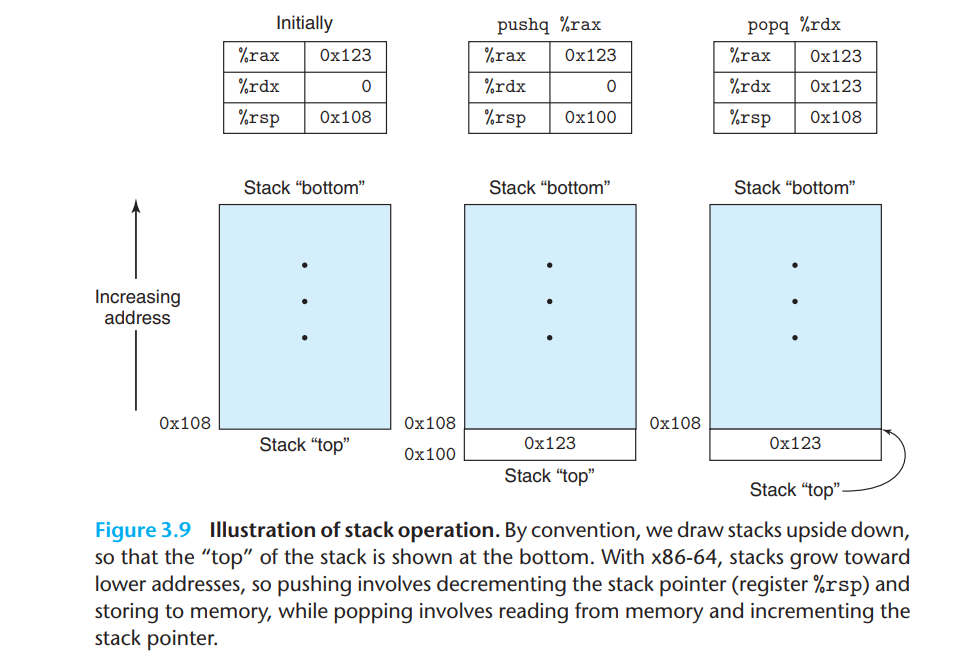 Initially
%rax 0x123
%rdx 0
%rsp 0x108
pushq %rax
%rax 0x123
%rdx 0
%rsp 0x100
popq %rdx
%rax 0x123
%rdx 0x123
%rsp 0x108
Increasing
address
Stack “bottom”
0x108
Stack “top”
Stack “bottom”
0x108
0x100
0x123
Stack “top”
Stack “bottom”
0x108
0x123
Stack “top”
Figure 3.9 Illustration of stack operation. By convention, we draw stacks upside down,
so that the “top” of the stack is shown at the bottom. With x86-64, stacks grow toward
lower addresses, so pushing involves decrementing the stack pointer (register %rsp) and
storing to memory, while popping involves reading from memory and incrementing the
stack pointer.